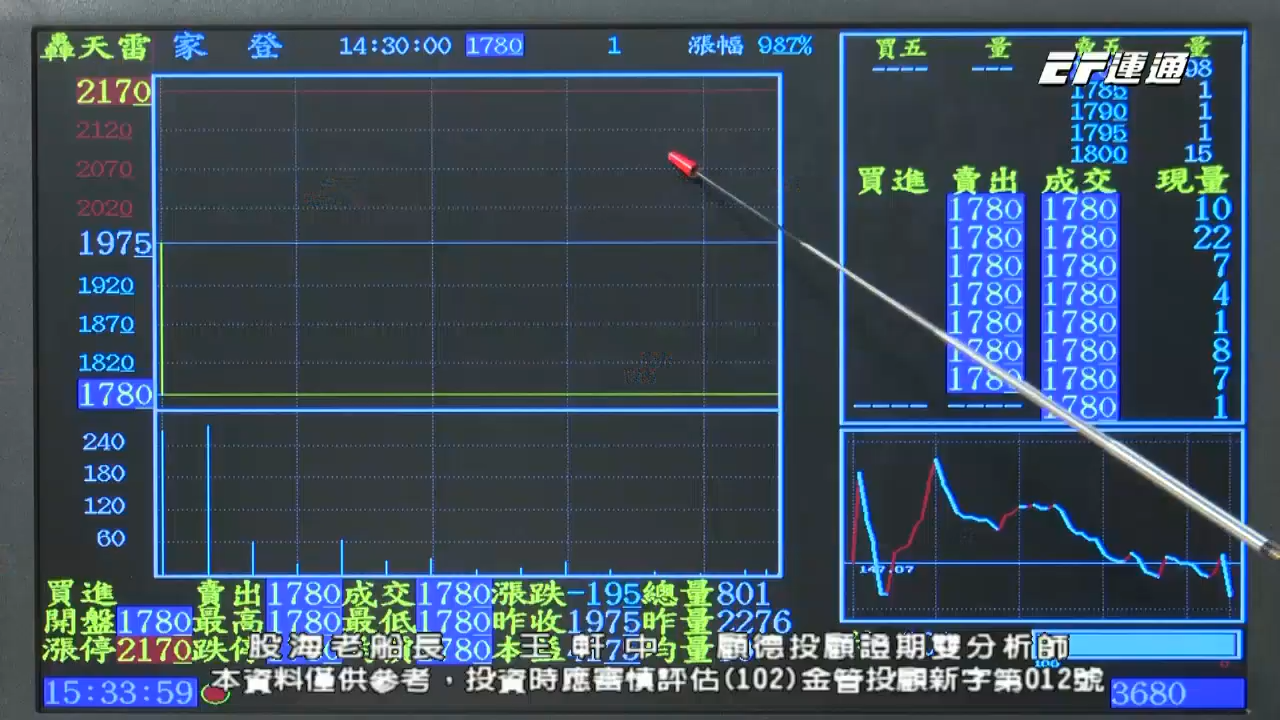 轟天雷 家 登 14:30:00 1780 1 漲幅 9.87%
買五 量 賣五 量
EF運通
1785 1
1790 1
1795 1
1800 15
買進 賣出 成交 現量
1780 1780 10
1780 1780 22
1780 1780 7
1780 1780 4
1780 1780 1
1780 1780 8
1780 1780 7
1780 1
2170
2120
2070
2020
1975
1920
1870
1820
1780
240
180
120
60
147.07
買進 賣出 1780 成交 1780 漲跌 -195 總量 801
開盤 1780 最高 1780 最低 1780 昨收 1975 昨量 2276
漲停 2170 跌停
股海老船長 王軒中 顧德投顧證期雙分析師
本資料僅供參考，投資時應審慎評估(102)金管投顧新字第012號
15:33:59 3680